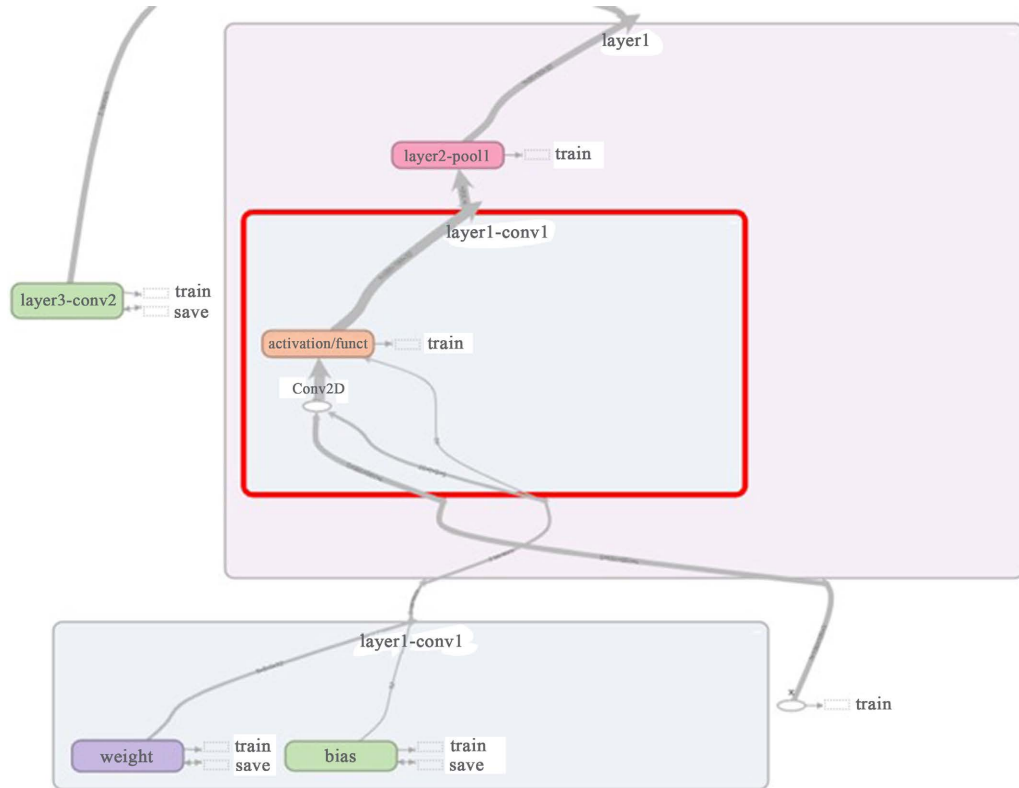 layer1
layer2-pool1
train
layer1-conv1
layer3-conv2
train
save
activation/funct
train
Conv2D
layer1-conv1
x
train
weight
train
save
bias
train
save